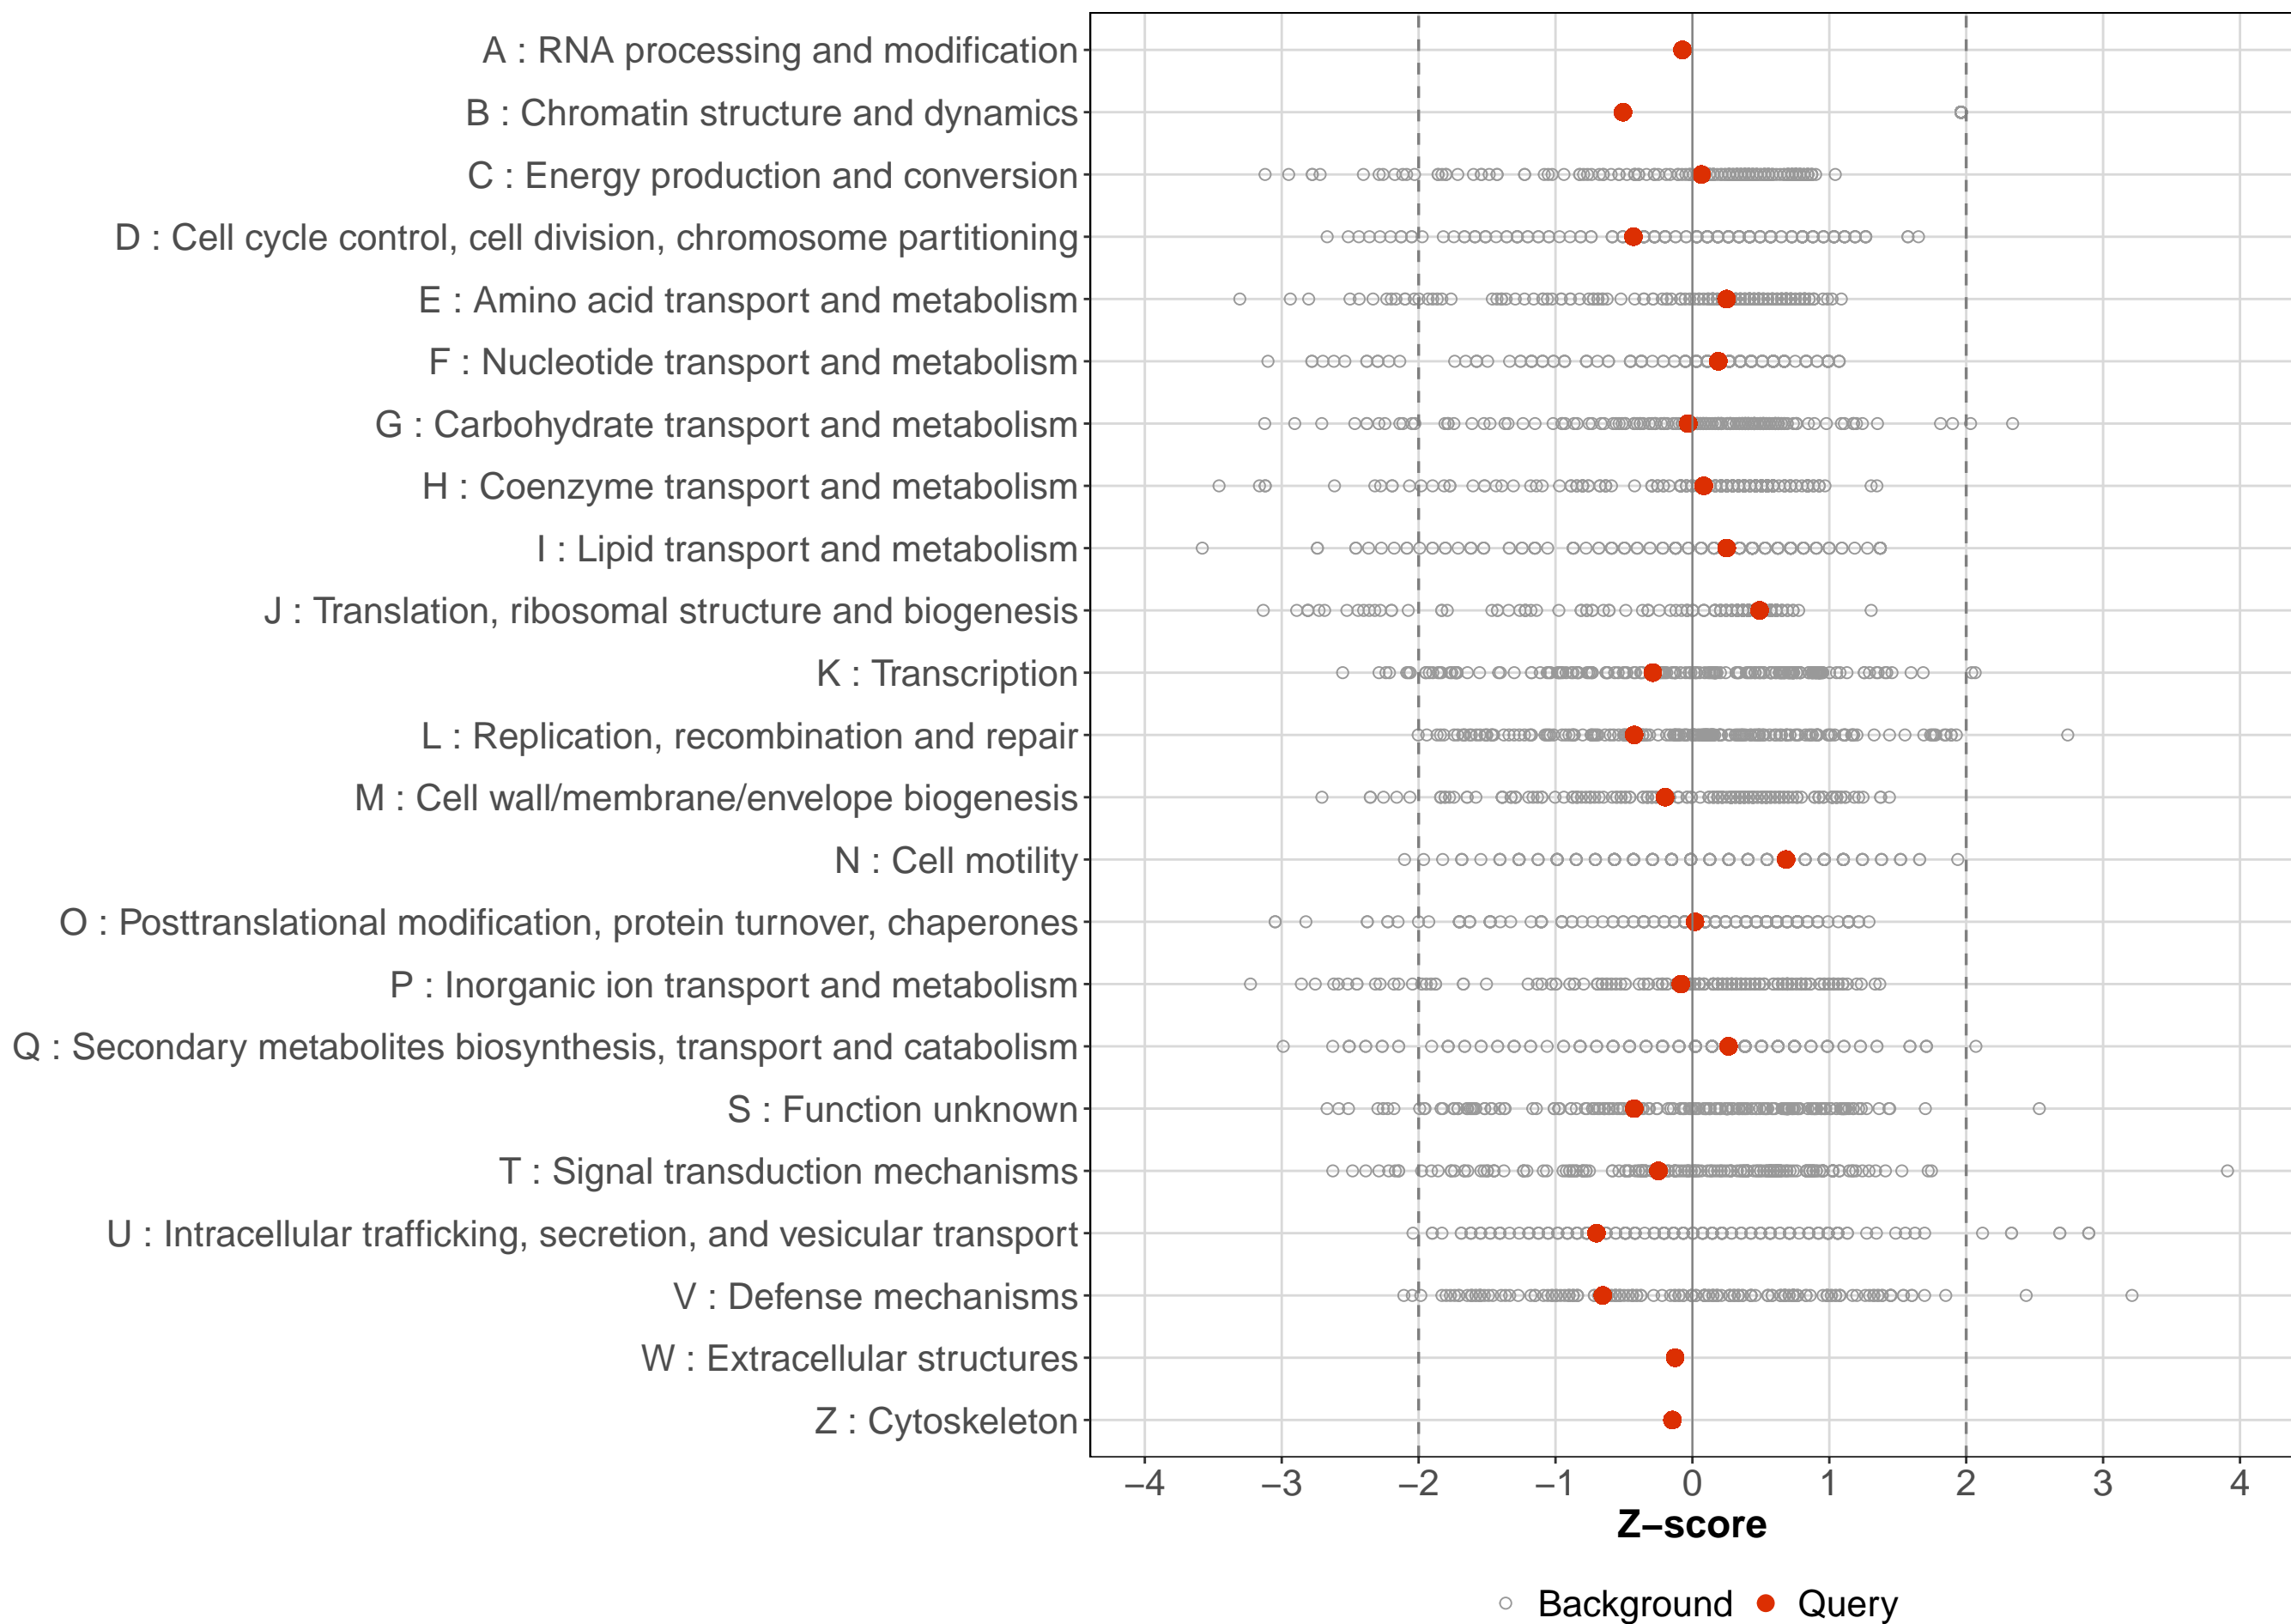 A : RNA processing and modification
B : Chromatin structure and dynamics
C : Energy production and conversion
D : Cell cycle control, cell division, chromosome partitioning
E : Amino acid transport and metabolism
F : Nucleotide transport and metabolism
G : Carbohydrate transport and metabolism
H : Coenzyme transport and metabolism
I : Lipid transport and metabolism
J : Translation, ribosomal structure and biogenesis
K : Transcription
L : Replication, recombination and repair
M : Cell wall/membrane/envelope biogenesis
N : Cell motility
O : Posttranslational modification, protein turnover, chaperones
P : Inorganic ion transport and metabolism
Q : Secondary metabolites biosynthesis, transport and catabolism
S : Function unknown
T : Signal transduction mechanisms
U : Intracellular trafficking, secretion, and vesicular transport
V : Defense mechanisms
W : Extracellular structures
Z : Cytoskeleton
−4 −3 −2 −1 0 1 2 3 4
Z−score
Background Query